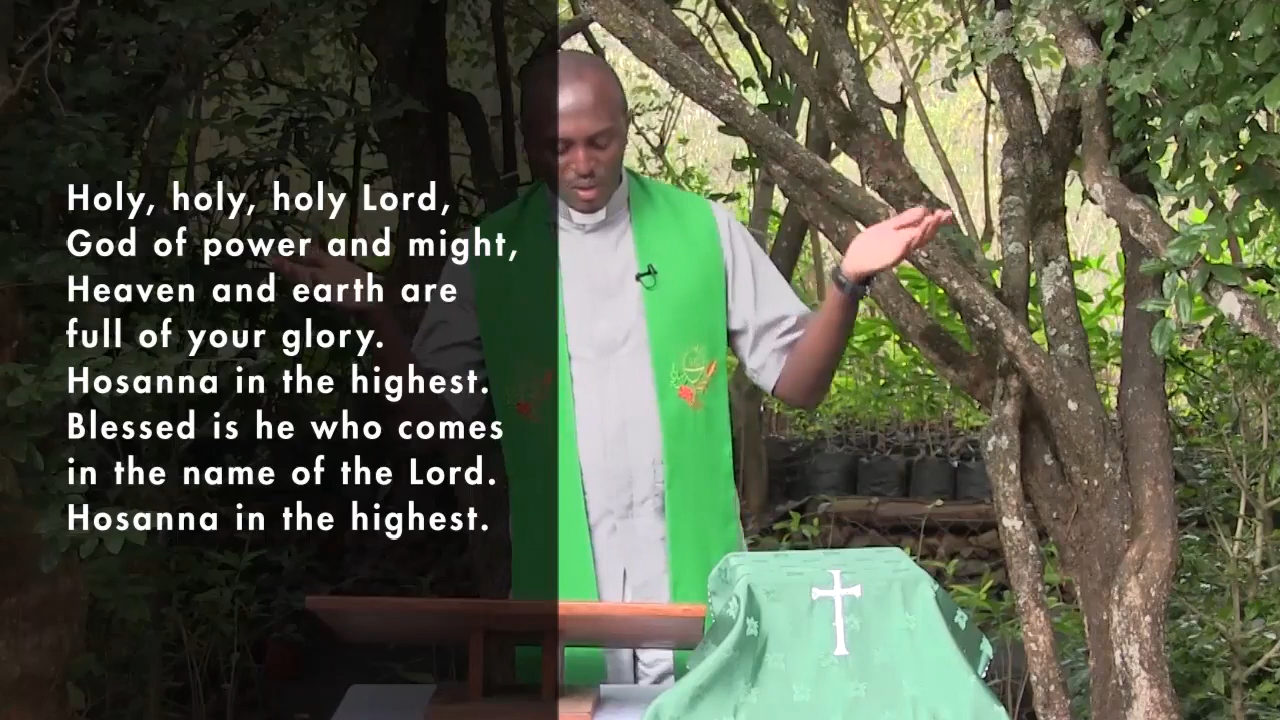 Holy, holy, holy Lord,
God of power and might,
Heaven and earth are
full of your glory.
Hosanna in the highest.
Blessed is he who comes
in the name of the Lord.
Hosanna in the highest.